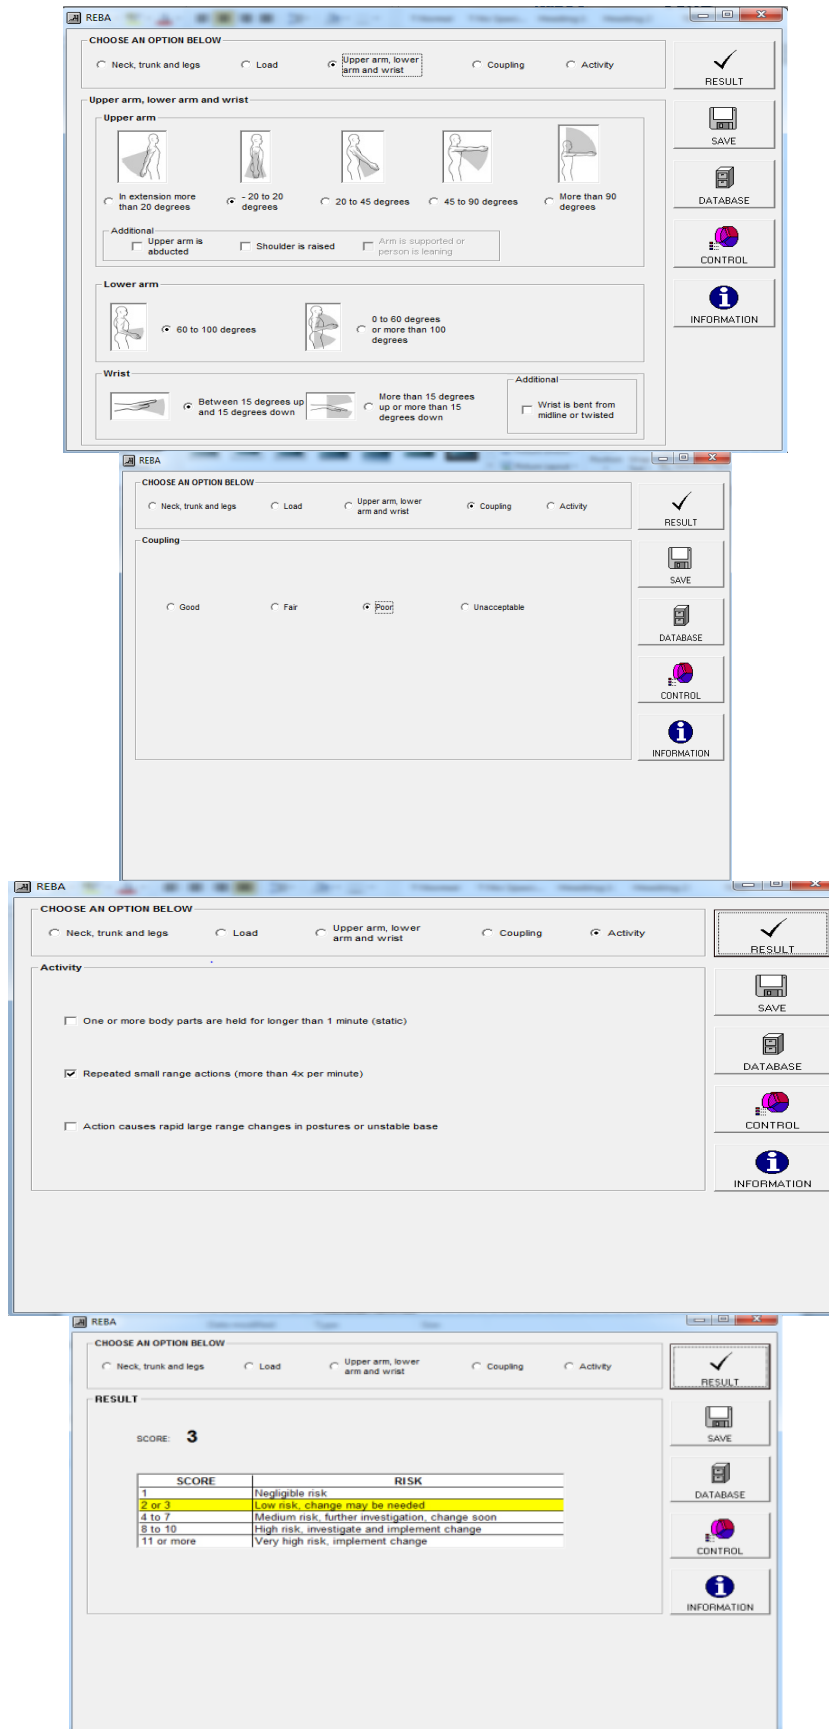 REBA
CHOOSE AN OPTION BELOW
Neck, trunk and legs
Load
Upper arm, lower
arm and wrist
Coupling
Activity
RESULT
SAVE
DATABASE
CONTROL
INFORMATION
Upper arm, lower arm and wrist
Upper arm
In extension more
than 20 degrees
- 20 to 20
degrees
20 to 45 degrees
45 to 90 degrees
More than 90
degrees
Additional
Upper arm is
abducted
Shoulder is raised
Arm is supported or
person is leaning
Lower arm
60 to 100 degrees
0 to 60 degrees
or more than 100
degrees
Wrist
Between 15 degrees up
and 15 degrees down
More than 15 degrees
up or more than 15
degrees down
Additional
Wrist is bent from
midline or twisted
REBA
CHOOSE AN OPTION BELOW
Neck, trunk and legs
Load
Upper arm, lower
arm and wrist
Coupling
Activity
RESULT
SAVE
DATABASE
CONTROL
INFORMATION
Coupling
Good
Fair
Poor
Unacceptable
REBA
CHOOSE AN OPTION BELOW
Neck, trunk and legs
Load
Upper arm, lower
arm and wrist
Coupling
Activity
RESULT
SAVE
DATABASE
CONTROL
INFORMATION
Activity
One or more body parts are held for longer than 1 minute (static)
Repeated small range actions (more than 4x per minute)
Action causes rapid large range changes in postures or unstable base
REBA
CHOOSE AN OPTION BELOW
Neck, trunk and legs
Load
Upper arm, lower
arm and wrist
Coupling
Activity
RESULT
SAVE
DATABASE
CONTROL
INFORMATION
RESULT
SCORE: 3
SCORE RISK
1 Negligible risk
2 or 3 Low risk, change may be needed
4 to 7 Medium risk, further investigation, change soon
8 to 10 High risk, investigate and implement change
11 or more Very high risk, implement change